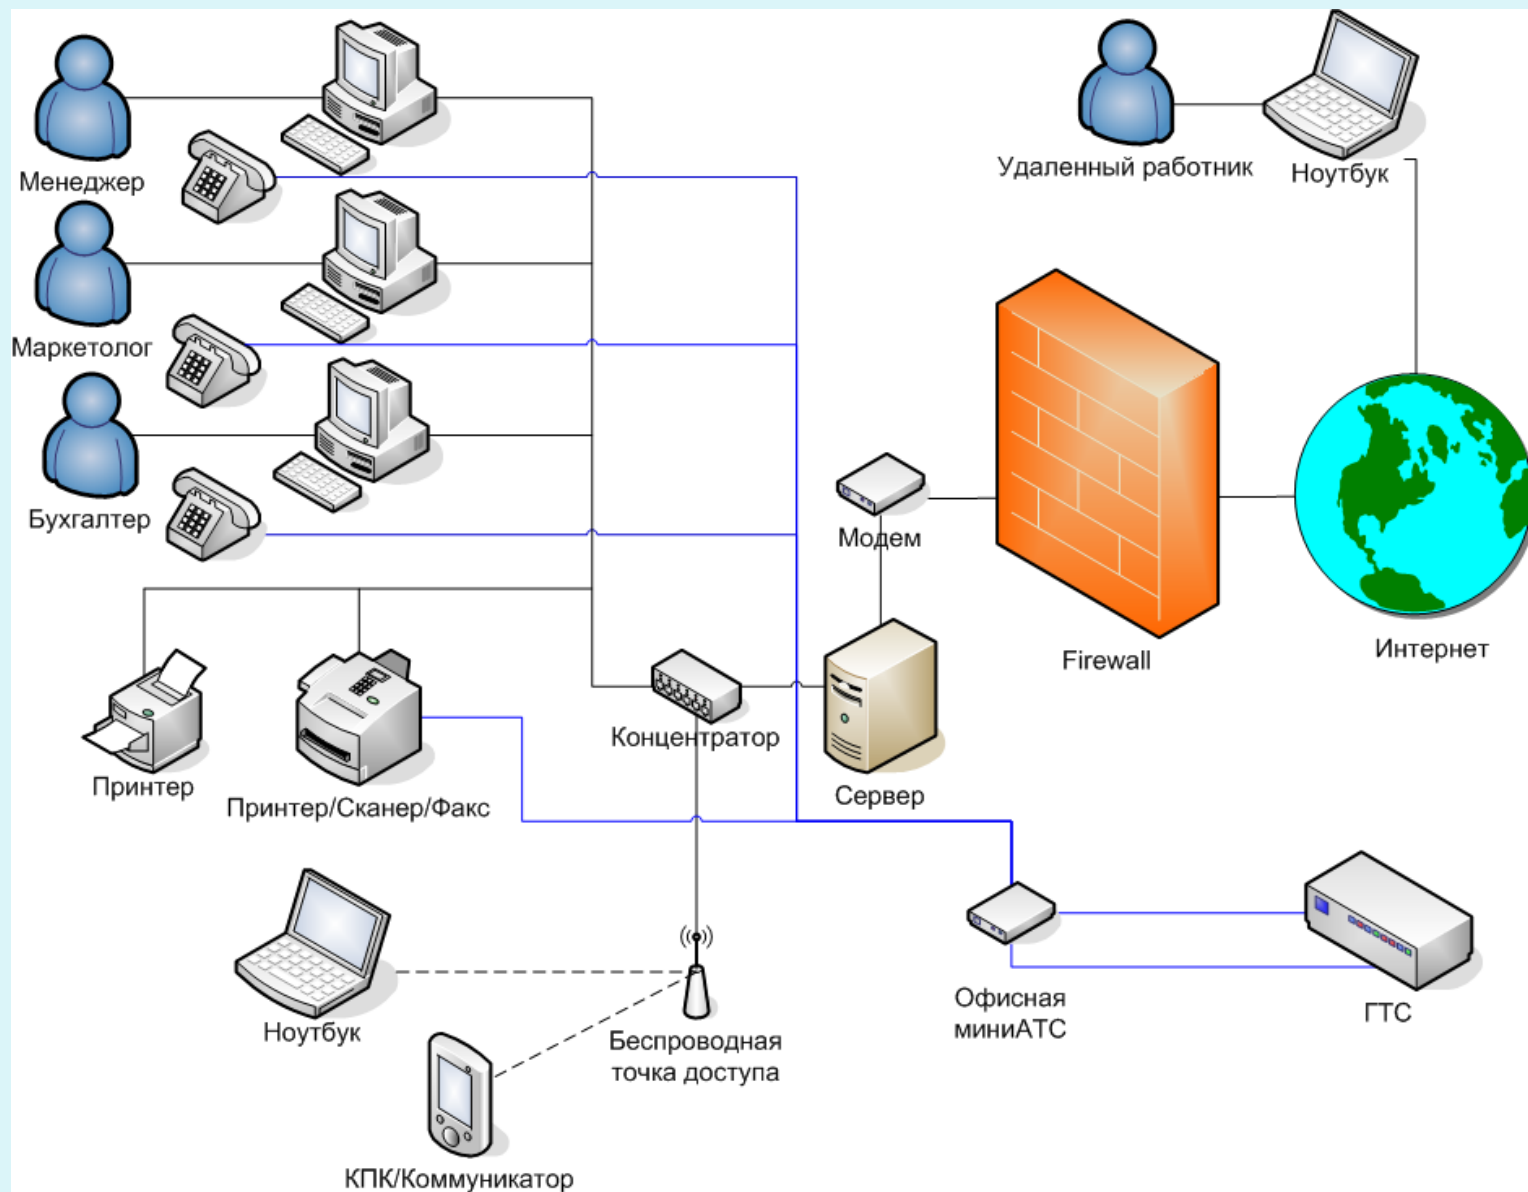 Менеджер
Удаленный работник
Ноутбук
Маркетолог
Бухгалтер
Модем
Firewall
Интернет
Принтер
Принтер/Сканер/Факс
Концентратор
Сервер
Ноутбук
Беспроводная
точка доступа
Офисная
миниАТС
ГТС
КПК/Коммуникатор